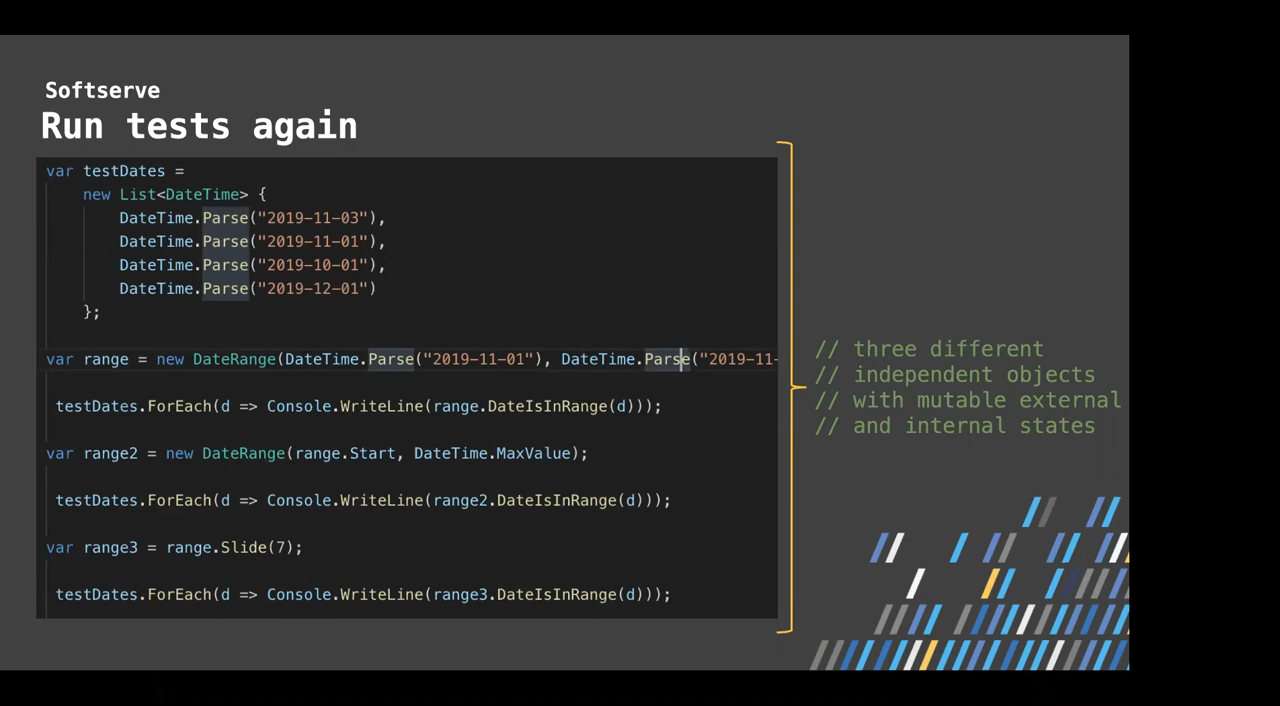 Softserve
Run tests again
var testDates =
new List<DateTime> {
DateTime.Parse("2019-11-03"),
DateTime.Parse("2019-11-01"),
DateTime.Parse("2019-10-01"),
DateTime.Parse("2019-12-01")
};
var range = new DateRange(DateTime.Parse("2019-11-01"), DateTime.Parse("2019-11-
testDates.ForEach(d => Console.WriteLine(range.DateIsInRange(d)));
var range2 = new DateRange(range.Start, DateTime.MaxValue);
testDates.ForEach(d => Console.WriteLine(range2.DateIsInRange(d)));
var range3 = range.Slide(7);
testDates.ForEach(d => Console.WriteLine(range3.DateIsInRange(d)));
// three different
// independent objects
// with mutable external
// and internal states